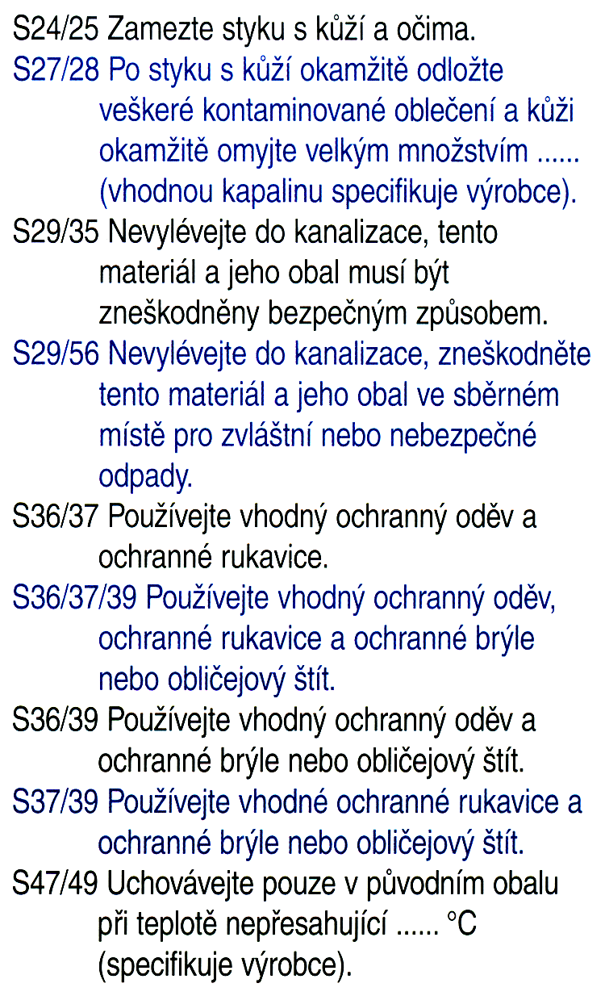 S24/25 Zamezte styku s kůží a očima.
S27/28 Po styku s kůží okamžitě odložte
veškeré kontaminované oblečení a kůži
okamžitě omyjte velkým množstvím ......
(vhodnou kapalinu specifikuje výrobce).
S29/35 Nevylévejte do kanalizace, tento
materiál a jeho obal musí být
zneškodněny bezpečným způsobem.
S29/56 Nevylévejte do kanalizace, zneškodněte
tento materiál a jeho obal ve sběrném
místě pro zvláštní nebo nebezpečné
odpady.
S36/37 Používejte vhodný ochranný oděv a
ochranné rukavice.
S36/37/39 Používejte vhodný ochranný oděv,
ochranné rukavice a ochranné brýle
nebo obličejový štít.
S36/39 Používejte vhodný ochranný oděv a
ochranné brýle nebo obličejový štít.
S37/39 Používejte vhodné ochranné rukavice a
ochranné brýle nebo obličejový štít.
S47/49 Uchovávejte pouze v původním obalu
při teplotě nepřesahující ...... °C
(specifikuje výrobce).